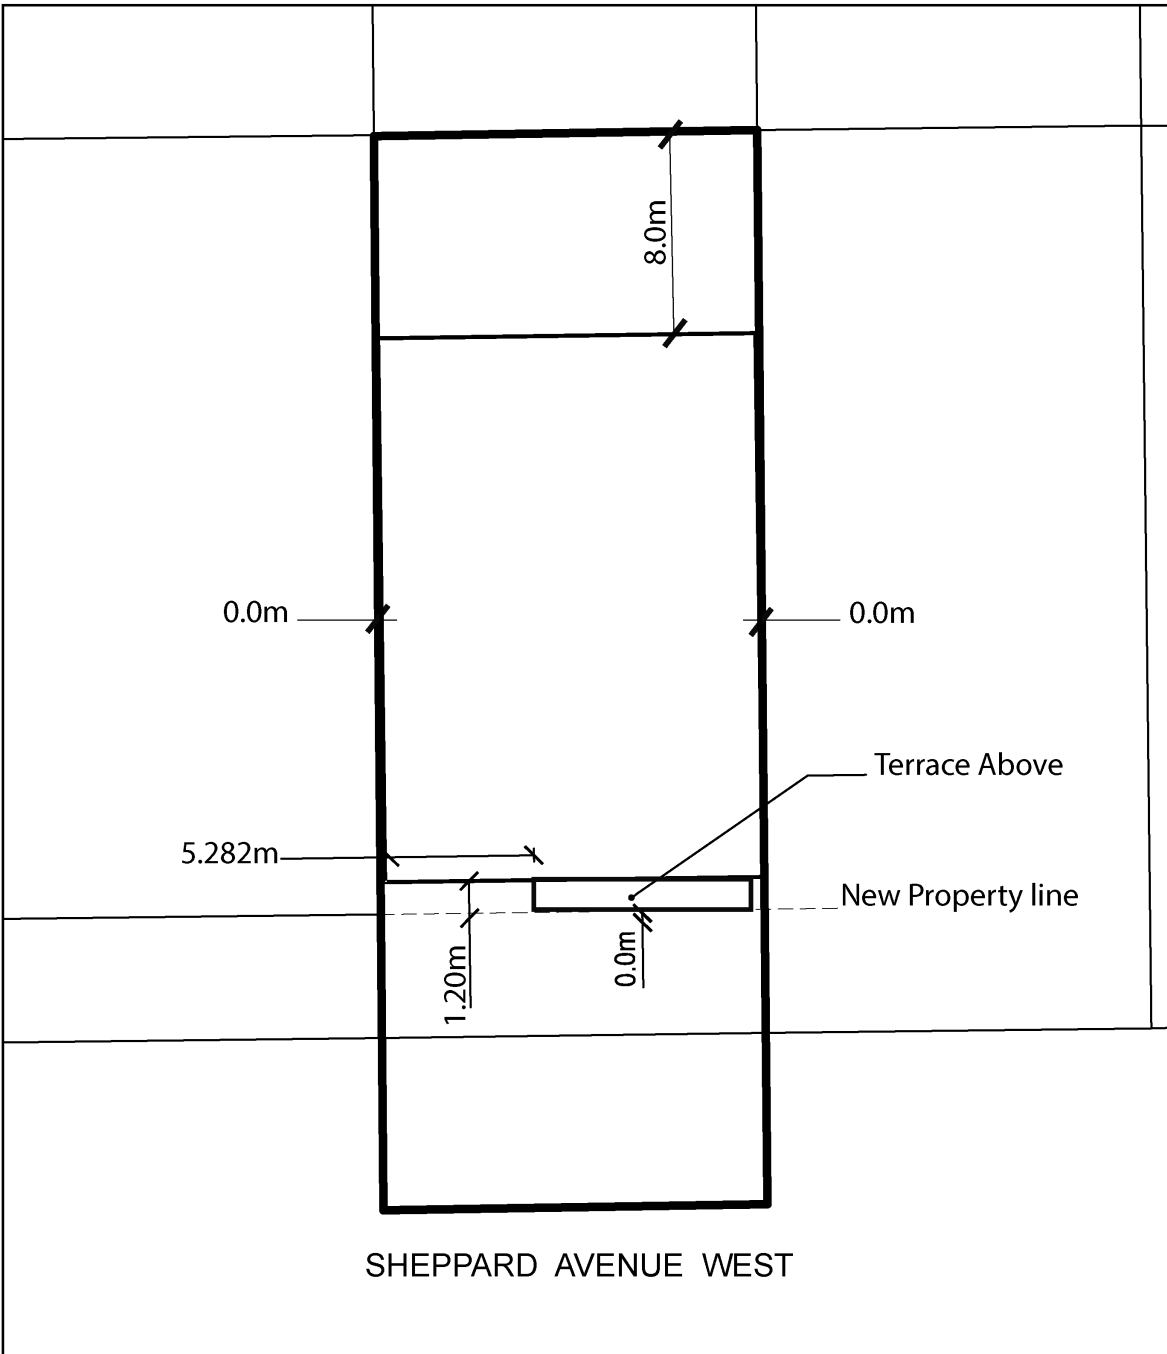 8.0m
0.0m
0.0m
Terrace Above
5.282m
New Property line
1.20m
0.0m
SHEPPARD AVENUE WEST